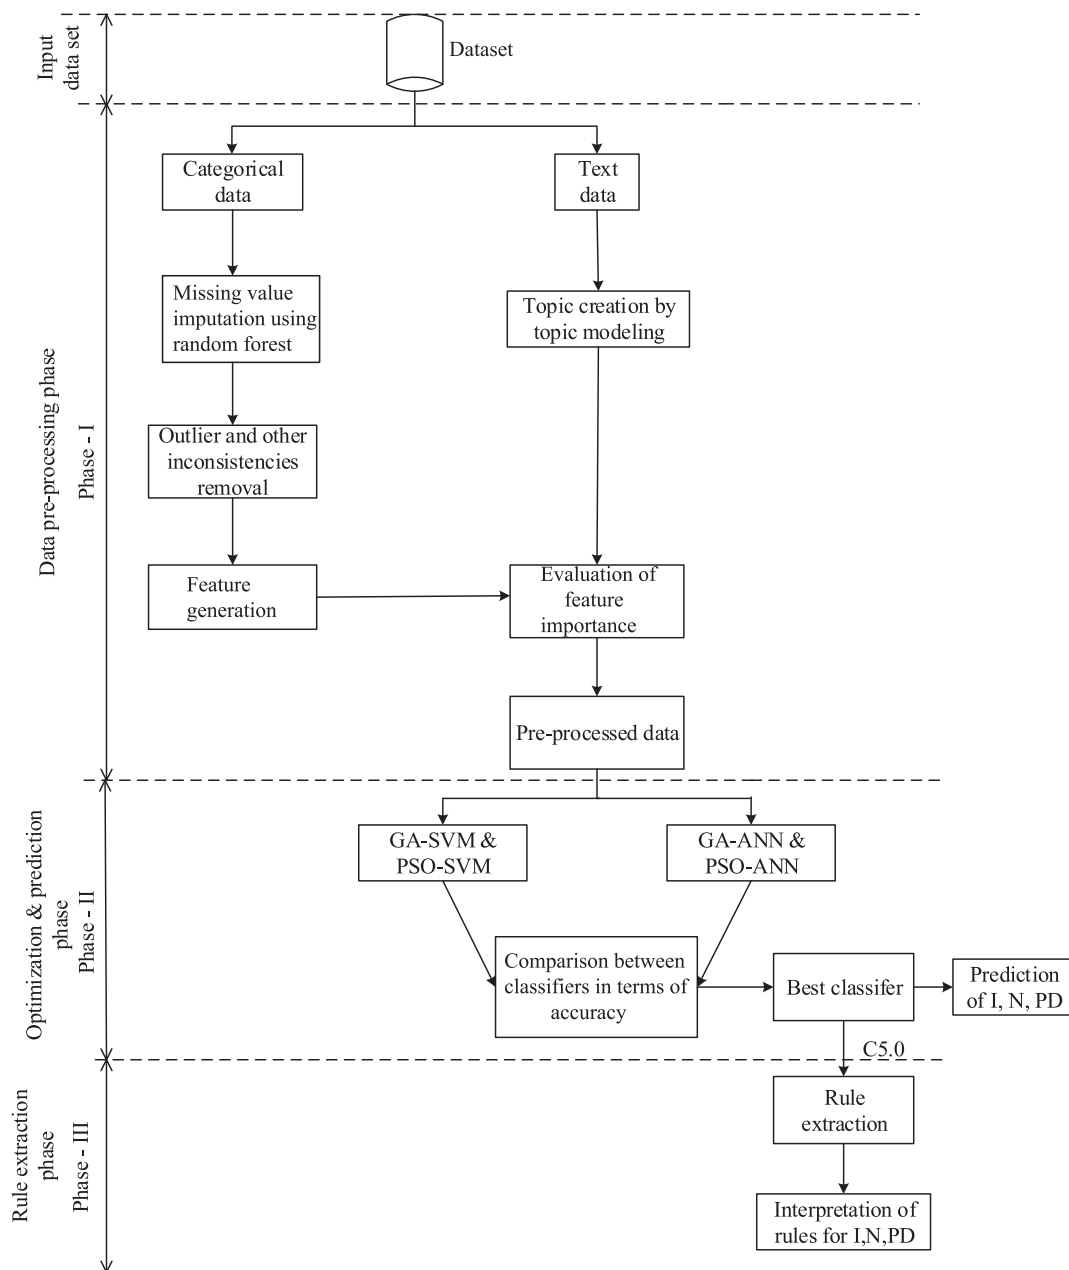 Input
data set
Dataset
Data pre-processing phase
Phase - I
Categorical
data
Text
data
Missing value
imputation using
random forest
Topic creation by
topic modeling
Outlier and other
inconsistencies
removal
Feature
generation
Evaluation of
feature
importance
Pre-processed data
Optimization & prediction
phase
Phase - II
GA-SVM &
PSO-SVM
GA-ANN &
PSO-ANN
Comparison between
classifiers in terms of
accuracy
Best classifer
Prediction
of I, N, PD
C5.0
Rule extraction
phase
Phase - III
Rule
extraction
Interpretation of
rules for I,N,PD